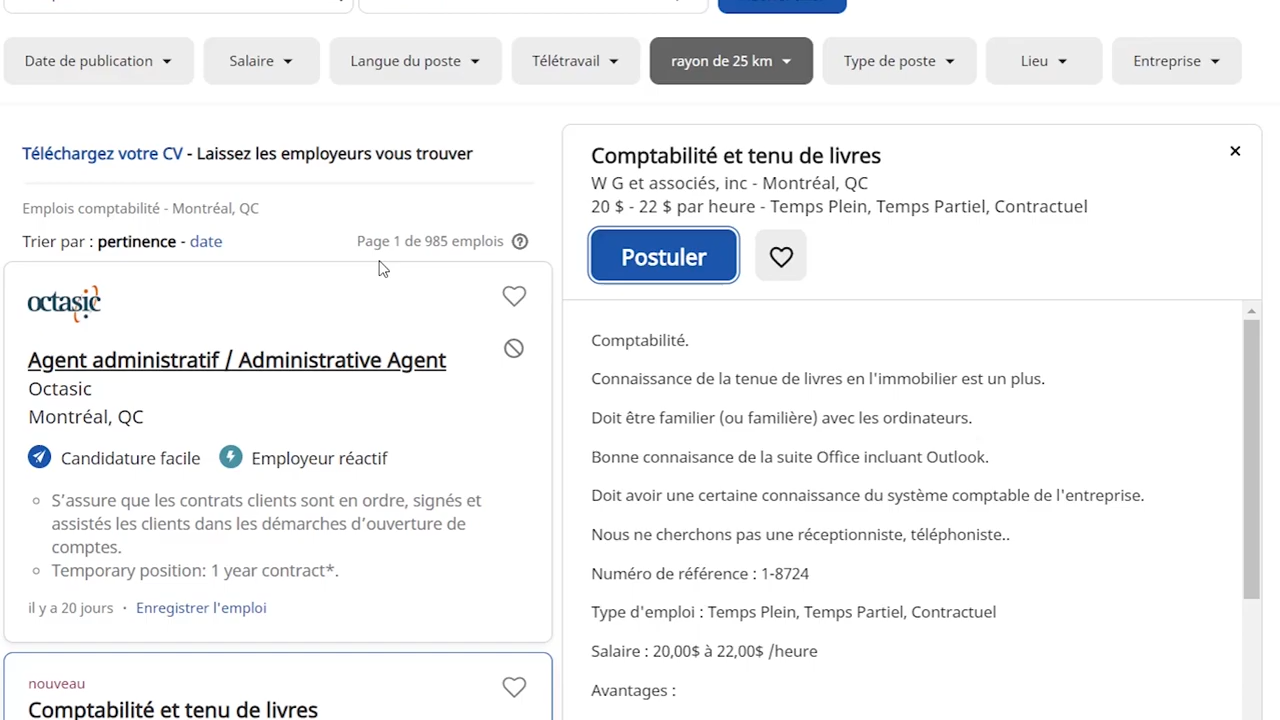 Date de publication
Salaire
Langue du poste
Télétravail
rayon de 25 km
Type de poste
Lieu
Entreprise
Téléchargez votre CV - Laissez les employeurs vous trouver
Emplois comptabilité - Montréal, QC
Trier par : pertinence - date
Page 1 de 985 emplois
octasic
Agent administratif / Administrative Agent
Octasic
Montréal, QC
Candidature facile
Employeur réactif
S'assure que les contrats clients sont en ordre, signés et
assistés les clients dans les démarches d'ouverture de
comptes.
Temporary position: 1 year contract*.
il y a 20 jours · Enregistrer l'emploi
nouveau
Comptabilité et tenu de livres
Comptabilité et tenu de livres
W G et associés, inc - Montréal, QC
20 $ - 22 $ par heure - Temps Plein, Temps Partiel, Contractuel
Postuler
Comptabilité.
Connaissance de la tenue de livres en l'immobilier est un plus.
Doit être familier (ou familière) avec les ordinateurs.
Bonne connaisance de la suite Office incluant Outlook.
Doit avoir une certaine connaissance du système comptable de l'entreprise.
Nous ne cherchons pas une réceptionniste, téléphoniste..
Numéro de référence : 1-8724
Type d'emploi : Temps Plein, Temps Partiel, Contractuel
Salaire : 20,00$ à 22,00$ /heure
Avantages :